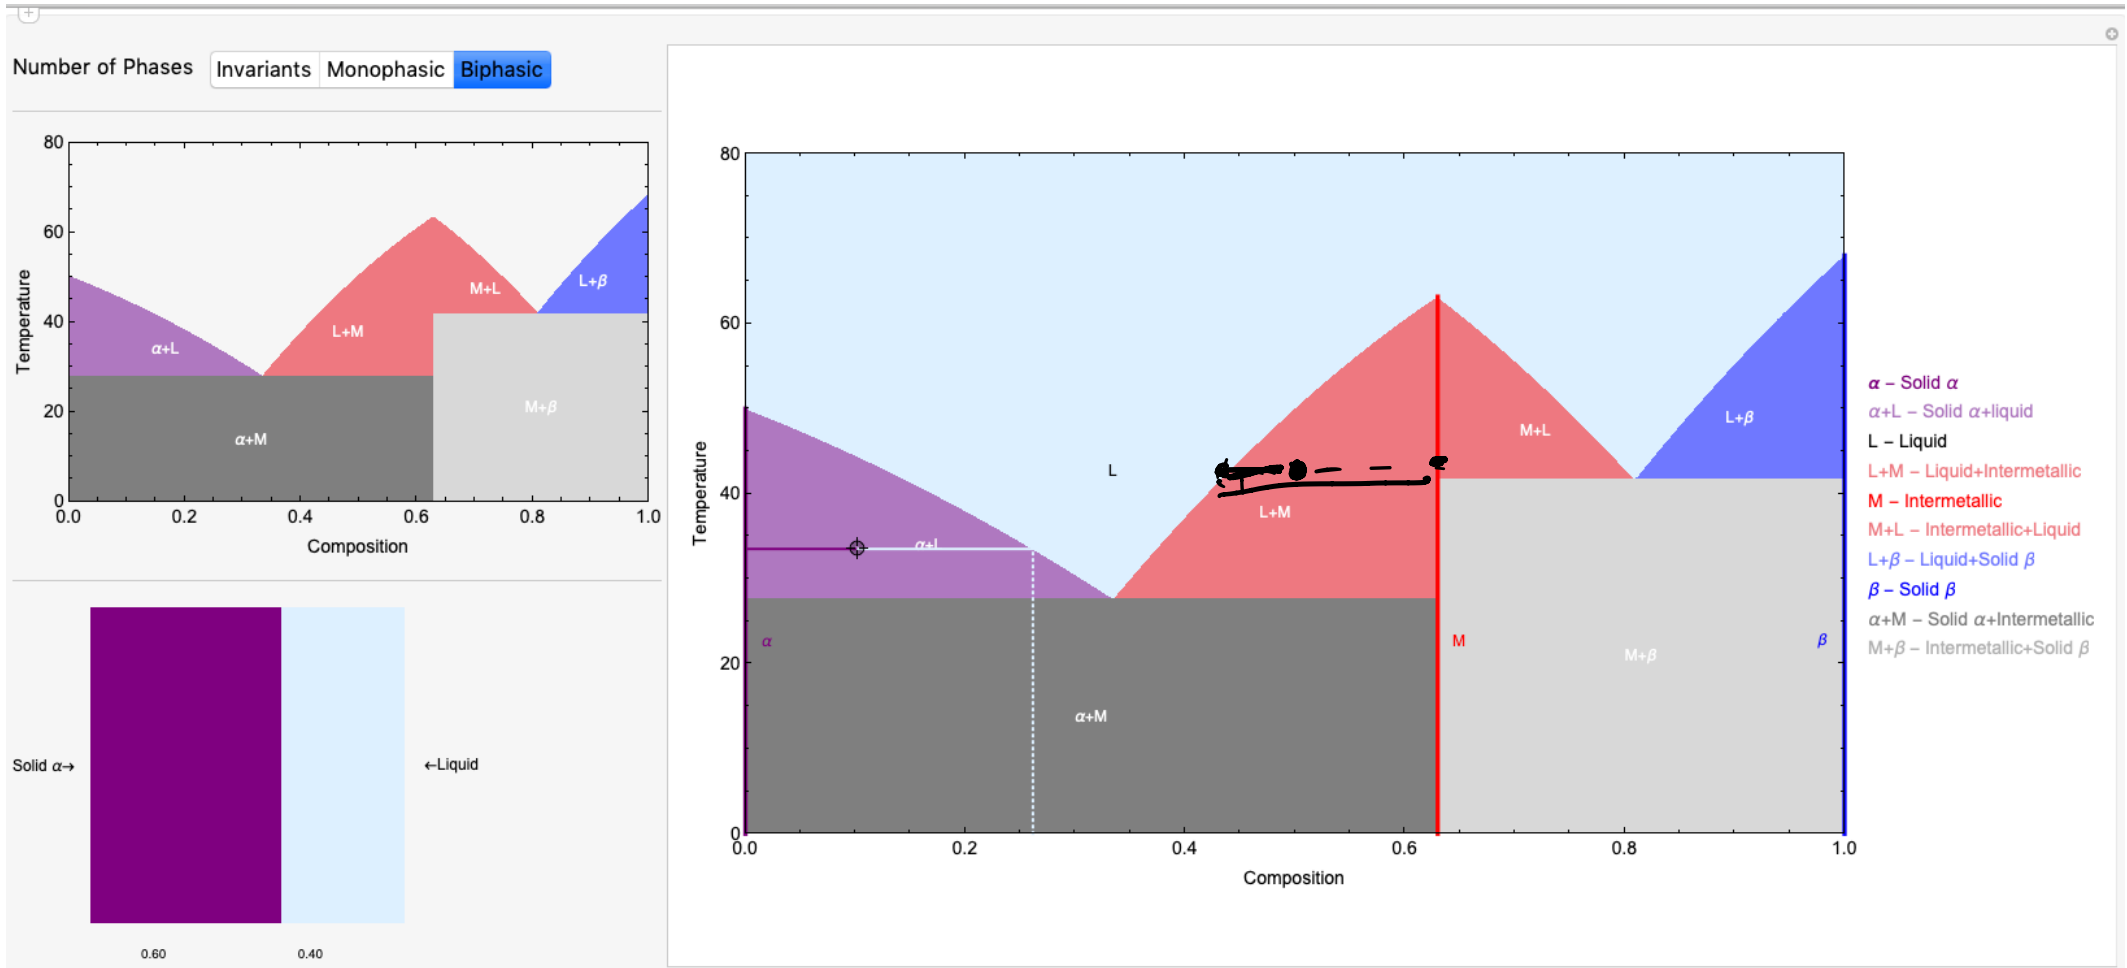 Number of Phases Invariants Monophasic Biphasic
80
60
40
20
0
0.0 0.2 0.4 0.6 0.8 1.0
Temperature
Composition
α+L
L+M
M+L
L+β
α+M
M+β
Solid α→
←Liquid
0.60 0.40
80
60
40
20
0
0.0 0.2 0.4 0.6 0.8 1.0
Temperature
Composition
L
α+L
L+M
M+L
L+β
α
M
β
α+M
M+β
α – Solid α
α+L – Solid α+liquid
L – Liquid
L+M – Liquid+Intermetallic
M – Intermetallic
M+L – Intermetallic+Liquid
L+β – Liquid+Solid β
β – Solid β
α+M – Solid α+Intermetallic
M+β – Intermetallic+Solid β